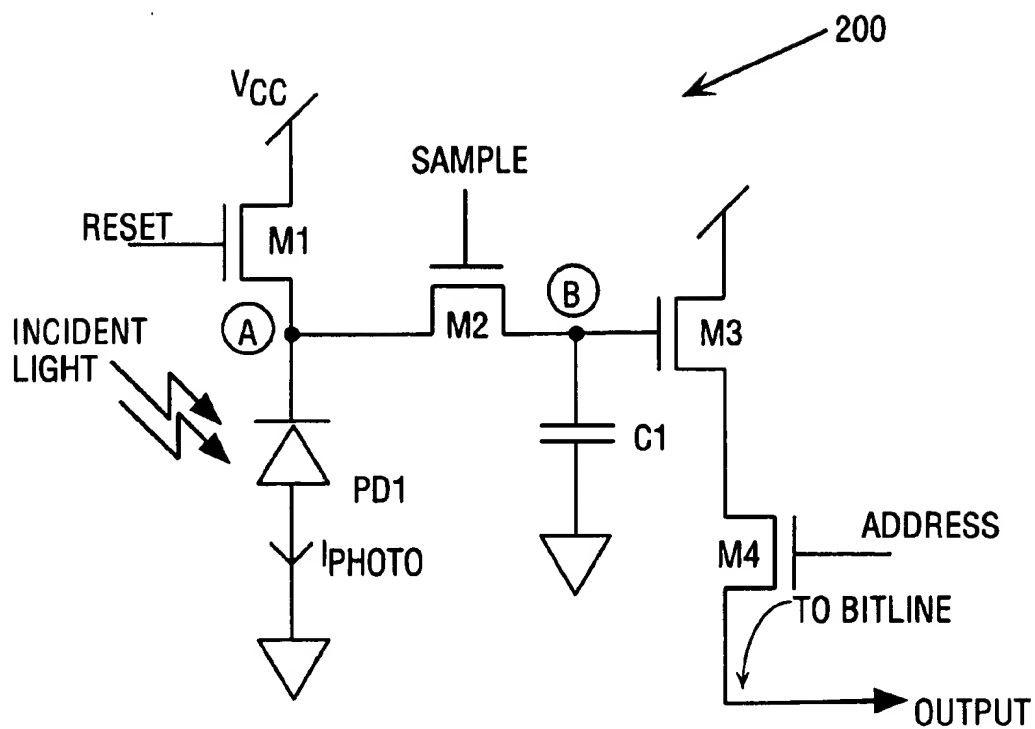 200
VCC
SAMPLE
RESET
M1
A
B
M2
M3
INCIDENT
LIGHT
C1
PD1
IPHOTO
ADDRESS
M4
TO BITLINE
OUTPUT